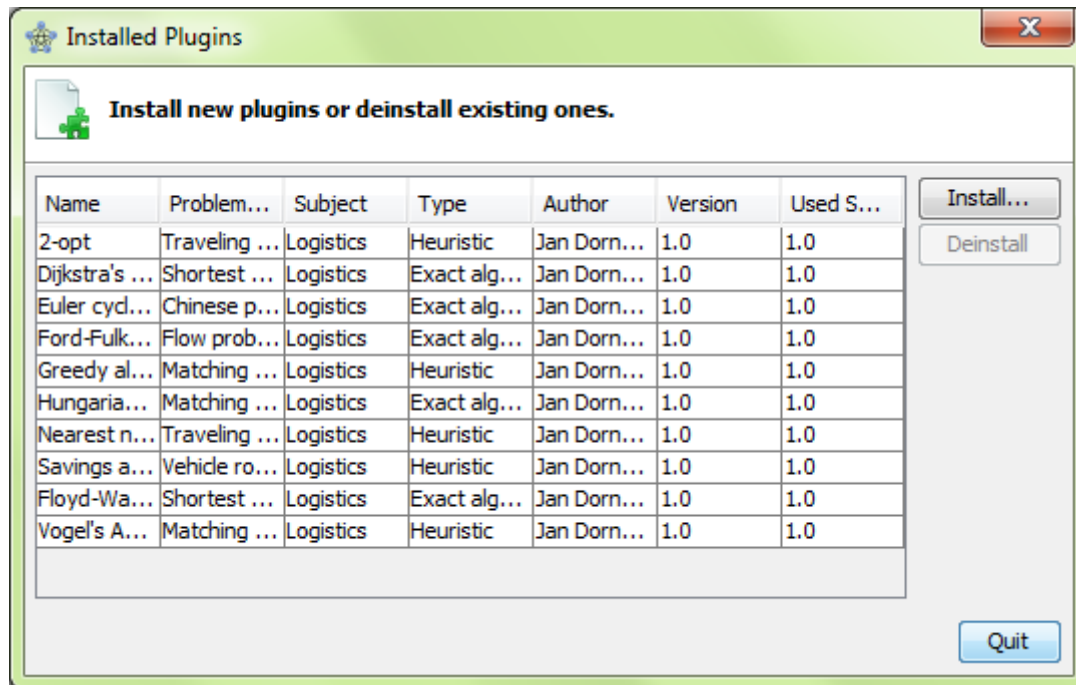 Installed Plugins
Install new plugins or deinstall existing ones.
Name Problem... Subject Type Author Version Used S...
2-opt Traveling ... Logistics Heuristic Jan Dorn... 1.0 1.0
Dijkstra's ... Shortest ... Logistics Exact alg... Jan Dorn... 1.0 1.0
Euler cycl... Chinese p... Logistics Exact alg... Jan Dorn... 1.0 1.0
Ford-Fulk... Flow prob... Logistics Exact alg... Jan Dorn... 1.0 1.0
Greedy al... Matching ... Logistics Heuristic Jan Dorn... 1.0 1.0
Hungaria... Matching ... Logistics Exact alg... Jan Dorn... 1.0 1.0
Nearest n... Traveling ... Logistics Heuristic Jan Dorn... 1.0 1.0
Savings a... Vehicle ro... Logistics Heuristic Jan Dorn... 1.0 1.0
Floyd-Wa... Shortest ... Logistics Exact alg... Jan Dorn... 1.0 1.0
Vogel's A... Matching ... Logistics Heuristic Jan Dorn... 1.0 1.0
Install...
Deinstall
Quit